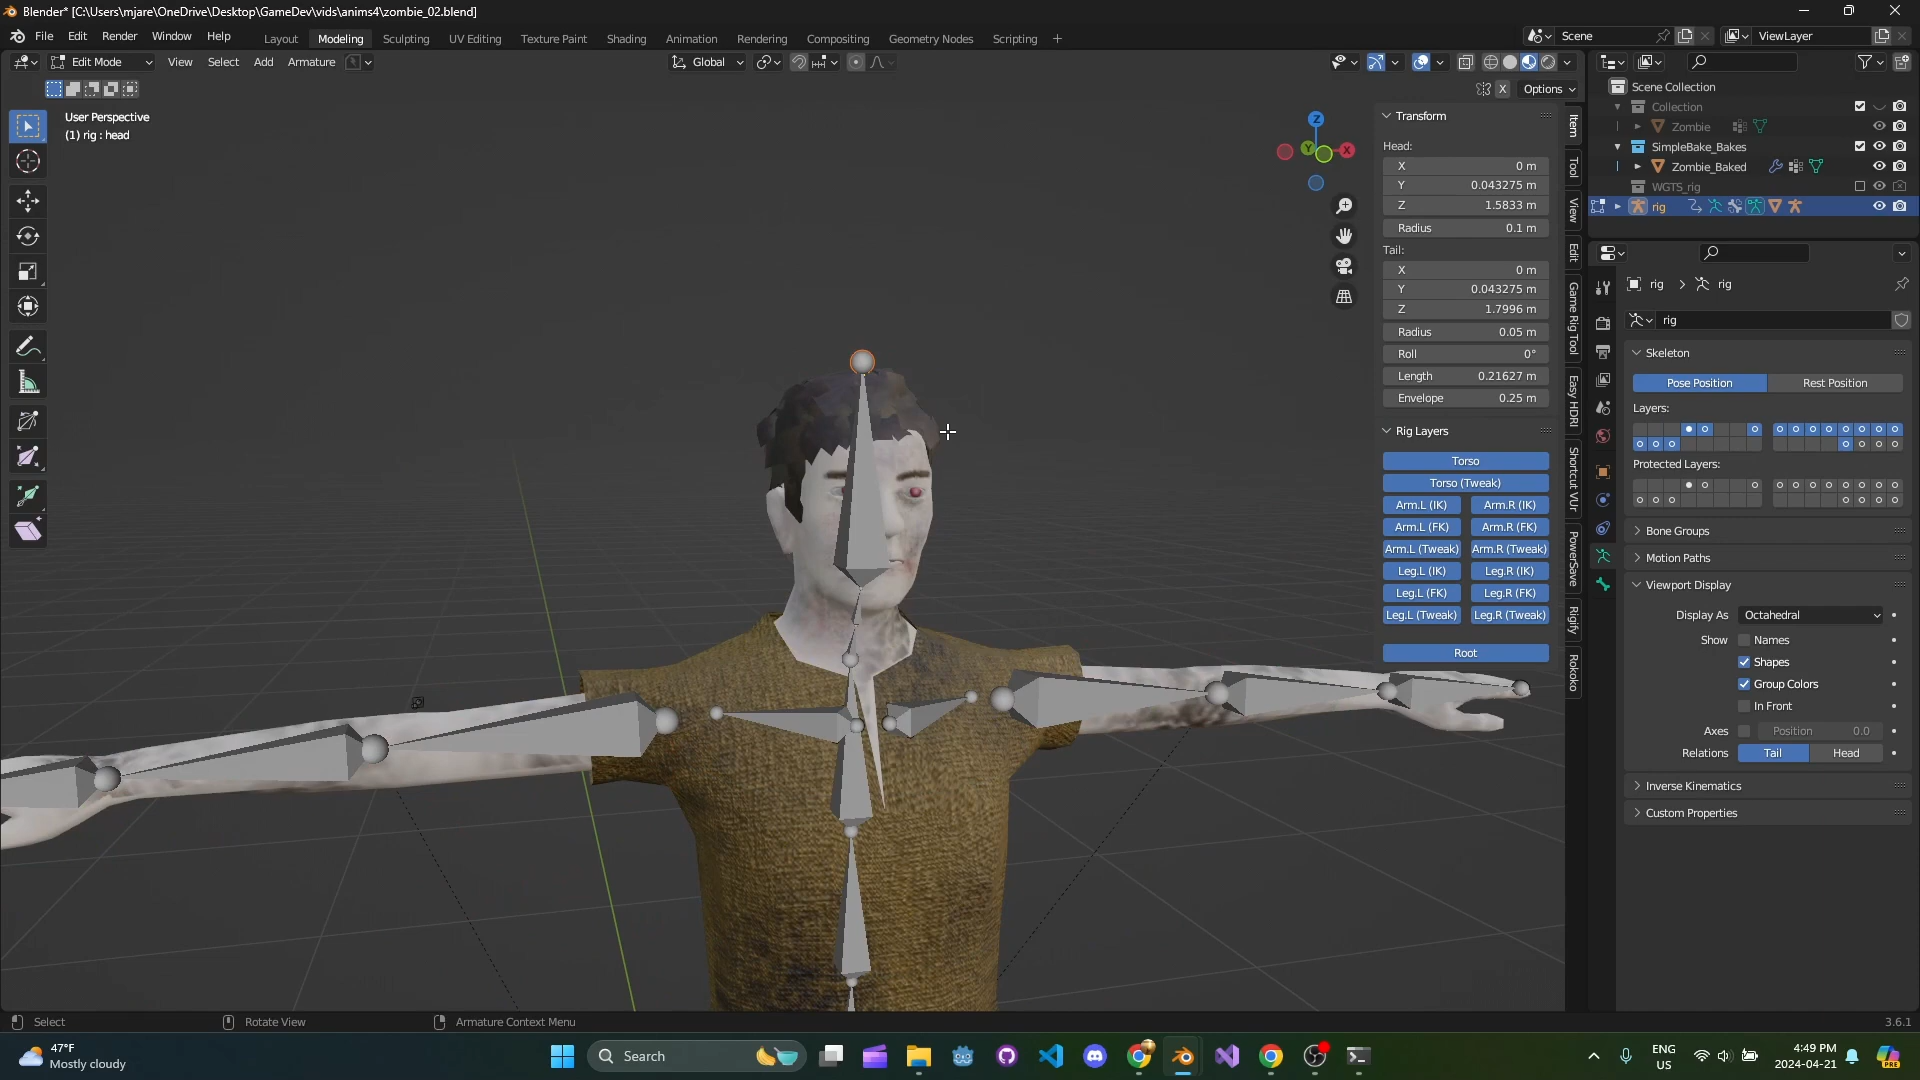 Blender* [C:\Users\mjare\OneDrive\Desktop\GameDev\vids\anims4\zombie_02.blend]
File Edit Render Window Help Layout Modeling Sculpting UV Editing Texture Paint Shading Animation Rendering Compositing Geometry Nodes Scripting + Scene ViewLayer
Edit Mode View Select Add Armature Global
X Options
User Perspective
(1) rig : head
Z
Y
X
Transform
Head:
X 0 m
Y 0.043275 m
Z 1.5833 m
Radius 0.1 m
Tail:
X 0 m
Y 0.043275 m
Z 1.7996 m
Radius 0.05 m
Roll 0°
Length 0.21627 m
Envelope 0.25 m
Rig Layers
Torso
Torso (Tweak)
Arm.L (IK) Arm.R (IK)
Arm.L (FK) Arm.R (FK)
Arm.L (Tweak) Arm.R (Tweak)
Leg.L (IK) Leg.R (IK)
Leg.L (FK) Leg.R (FK)
Leg.L (Tweak) Leg.R (Tweak)
Root
Item
Tool
View
Edit
Game Rig Tool
Easy HDRI
Shortcut VUr
PowerSave
Rigify
Rokoko
Scene Collection
Collection
Zombie
SimpleBake_Bakes
Zombie_Baked
WGTS_rig
rig
rig > rig
rig
Skeleton
Pose Position Rest Position
Layers:
Protected Layers:
Bone Groups
Motion Paths
Viewport Display
Display As Octahedral
Show Names
Shapes
Group Colors
In Front
Axes Position 0.0
Relations Tail Head
Inverse Kinematics
Custom Properties
Select Rotate View Armature Context Menu 3.6.1
47°F
Mostly cloudy
Search
ENG
US
4:49 PM
2024-04-21
PRE